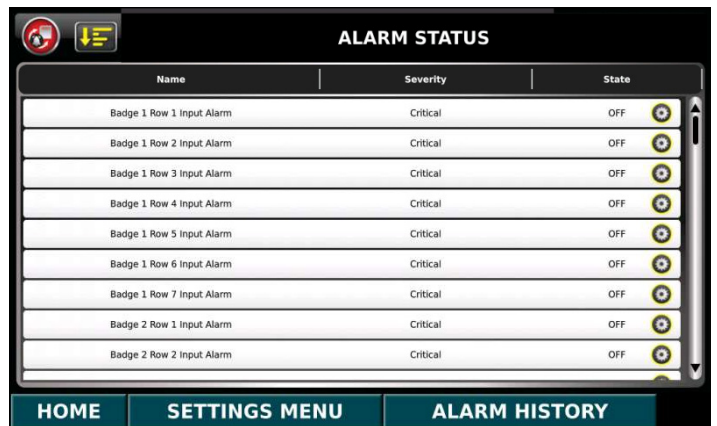 ALARM STATUS
Name Severity State
Badge 1 Row 1 Input Alarm Critical OFF
Badge 1 Row 2 Input Alarm Critical OFF
Badge 1 Row 3 Input Alarm Critical OFF
Badge 1 Row 4 Input Alarm Critical OFF
Badge 1 Row 5 Input Alarm Critical OFF
Badge 1 Row 6 Input Alarm Critical OFF
Badge 1 Row 7 Input Alarm Critical OFF
Badge 2 Row 1 Input Alarm Critical OFF
Badge 2 Row 2 Input Alarm Critical OFF
HOME SETTINGS MENU ALARM HISTORY